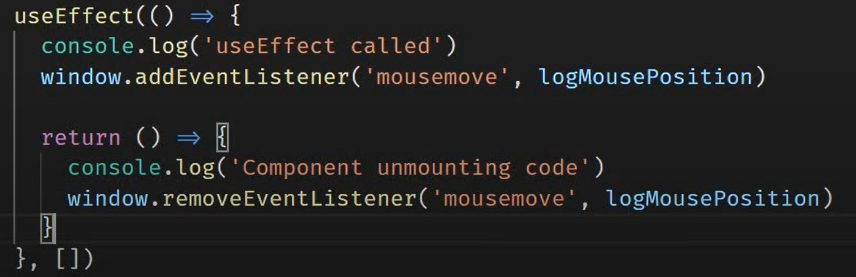 useEffect(() => {
  console.log('useEffect called')
  window.addEventListener('mousemove', logMousePosition)

  return () => {
    console.log('Component unmounting code')
    window.removeEventListener('mousemove', logMousePosition)
  }
}, [])